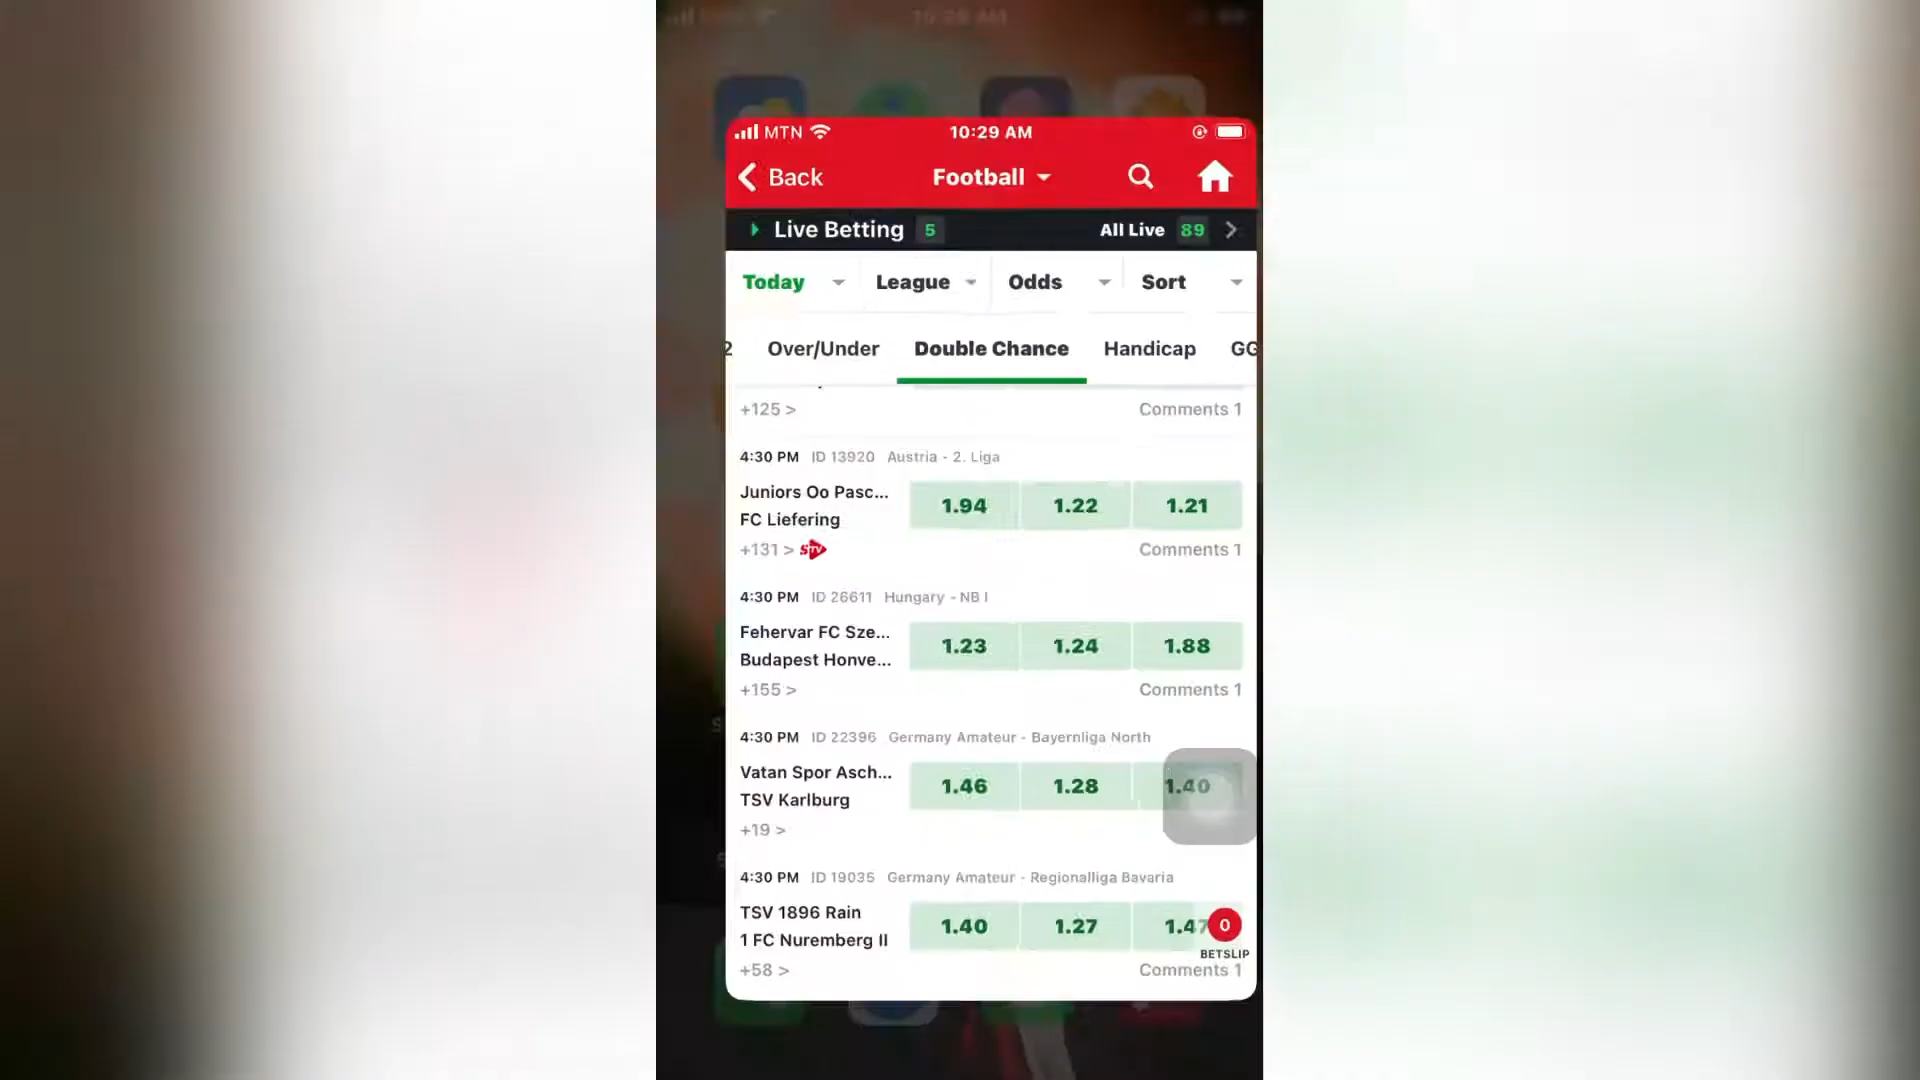 MTN 10:29 AM
Back Football
Live Betting 5 All Live 89
Today League Odds Sort
2 Over/Under Double Chance Handicap GG
+125 > Comments 1
4:30 PM ID 13920 Austria - 2. Liga
Juniors Oo Pasc... 1.94 1.22 1.21
FC Liefering
+131 > STV Comments 1
4:30 PM ID 26611 Hungary - NB I
Fehervar FC Sze... 1.23 1.24 1.88
Budapest Honve...
+155 > Comments 1
4:30 PM ID 22396 Germany Amateur - Bayernliga North
Vatan Spor Asch... 1.46 1.28 1.40
TSV Karlburg
+19 >
4:30 PM ID 19035 Germany Amateur - Regionalliga Bavaria
TSV 1896 Rain 1.40 1.27 1.47 0
1 FC Nuremberg II
BETSLIP
+58 > Comments 1